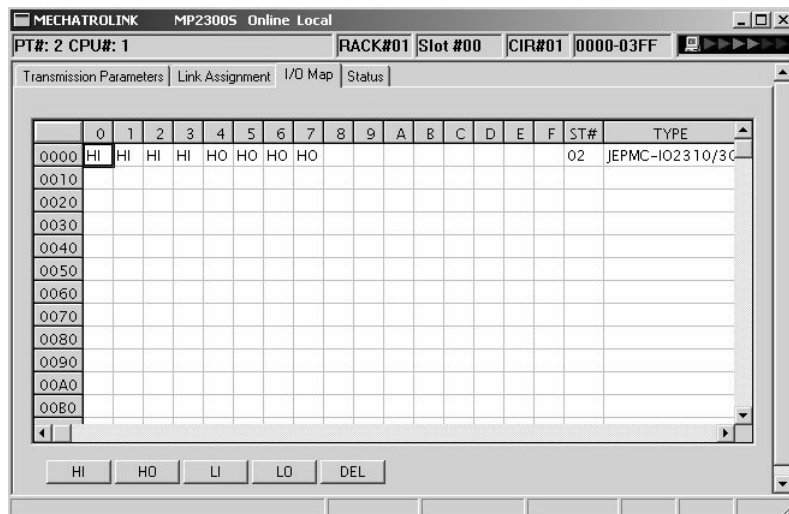 MECHATROLINK MP2300S Online Local
PT#: 2 CPU#: 1 RACK#01 Slot #00 CIR#01 0000-03FF
Transmission Parameters Link Assignment I/O Map Status
0 1 2 3 4 5 6 7 8 9 A B C D E F ST# TYPE
0000 HI HI HI HI HO HO HO HO 02 JEPMC-IO2310/30
0010
0020
0030
0040
0050
0060
0070
0080
0090
00A0
00B0
HI HO LI LO DEL